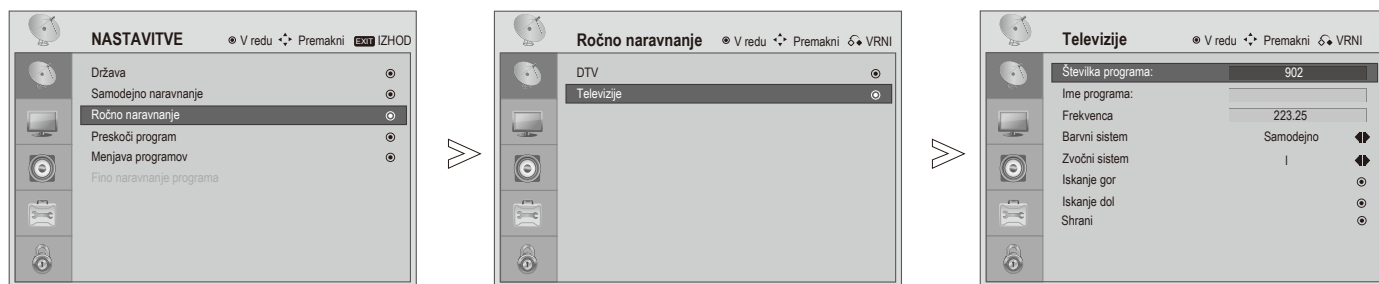 NASTAVITVE V redu Premakni EXIT IZHOD
Država
Samodejno naravnanje
Ročno naravnanje
Preskoči program
Menjava programov
Fino naravnanje programa
Ročno naravnanje V redu Premakni VRNI
DTV
Televizije
Televizije V redu Premakni VRNI
Številka programa: 902
Ime programa:
Frekvenca 223.25
Barvni sistem Samodejno
Zvočni sistem I
Iskanje gor
Iskanje dol
Shrani